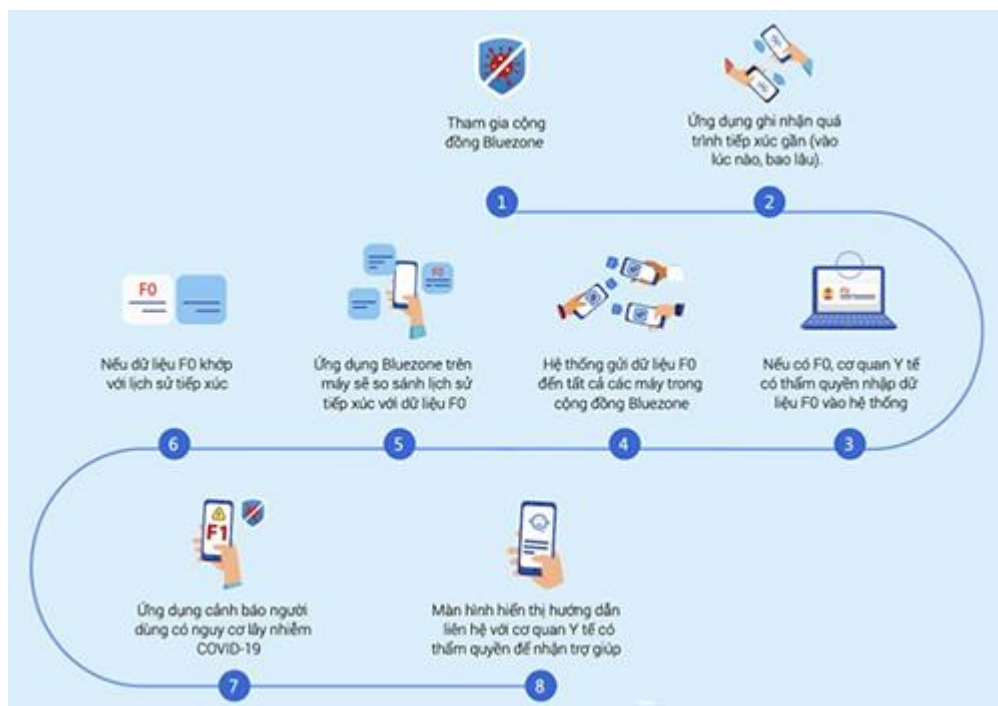 Tham gia cộng
đồng Bluezone
1
Ứng dụng ghi nhận quá
trình tiếp xúc gần (vào
lúc nào, bao lâu).
2
Nếu có F0, cơ quan Y tế
có thẩm quyền nhập dữ
liệu F0 vào hệ thống
3
Hệ thống gửi dữ liệu F0
đến tất cả các máy trong
cộng đồng Bluezone
4
F0
Ứng dụng Bluezone trên
máy sẽ so sánh lịch sử
tiếp xúc với dữ liệu F0
5
F0
Nếu dữ liệu F0 khớp
với lịch sử tiếp xúc
6
F1
Ứng dụng cảnh báo người
dùng có nguy cơ lây nhiễm
COVID-19
7
Màn hình hiển thị hướng dẫn
liên hệ với cơ quan Y tế có
thẩm quyền để nhận trợ giúp
8